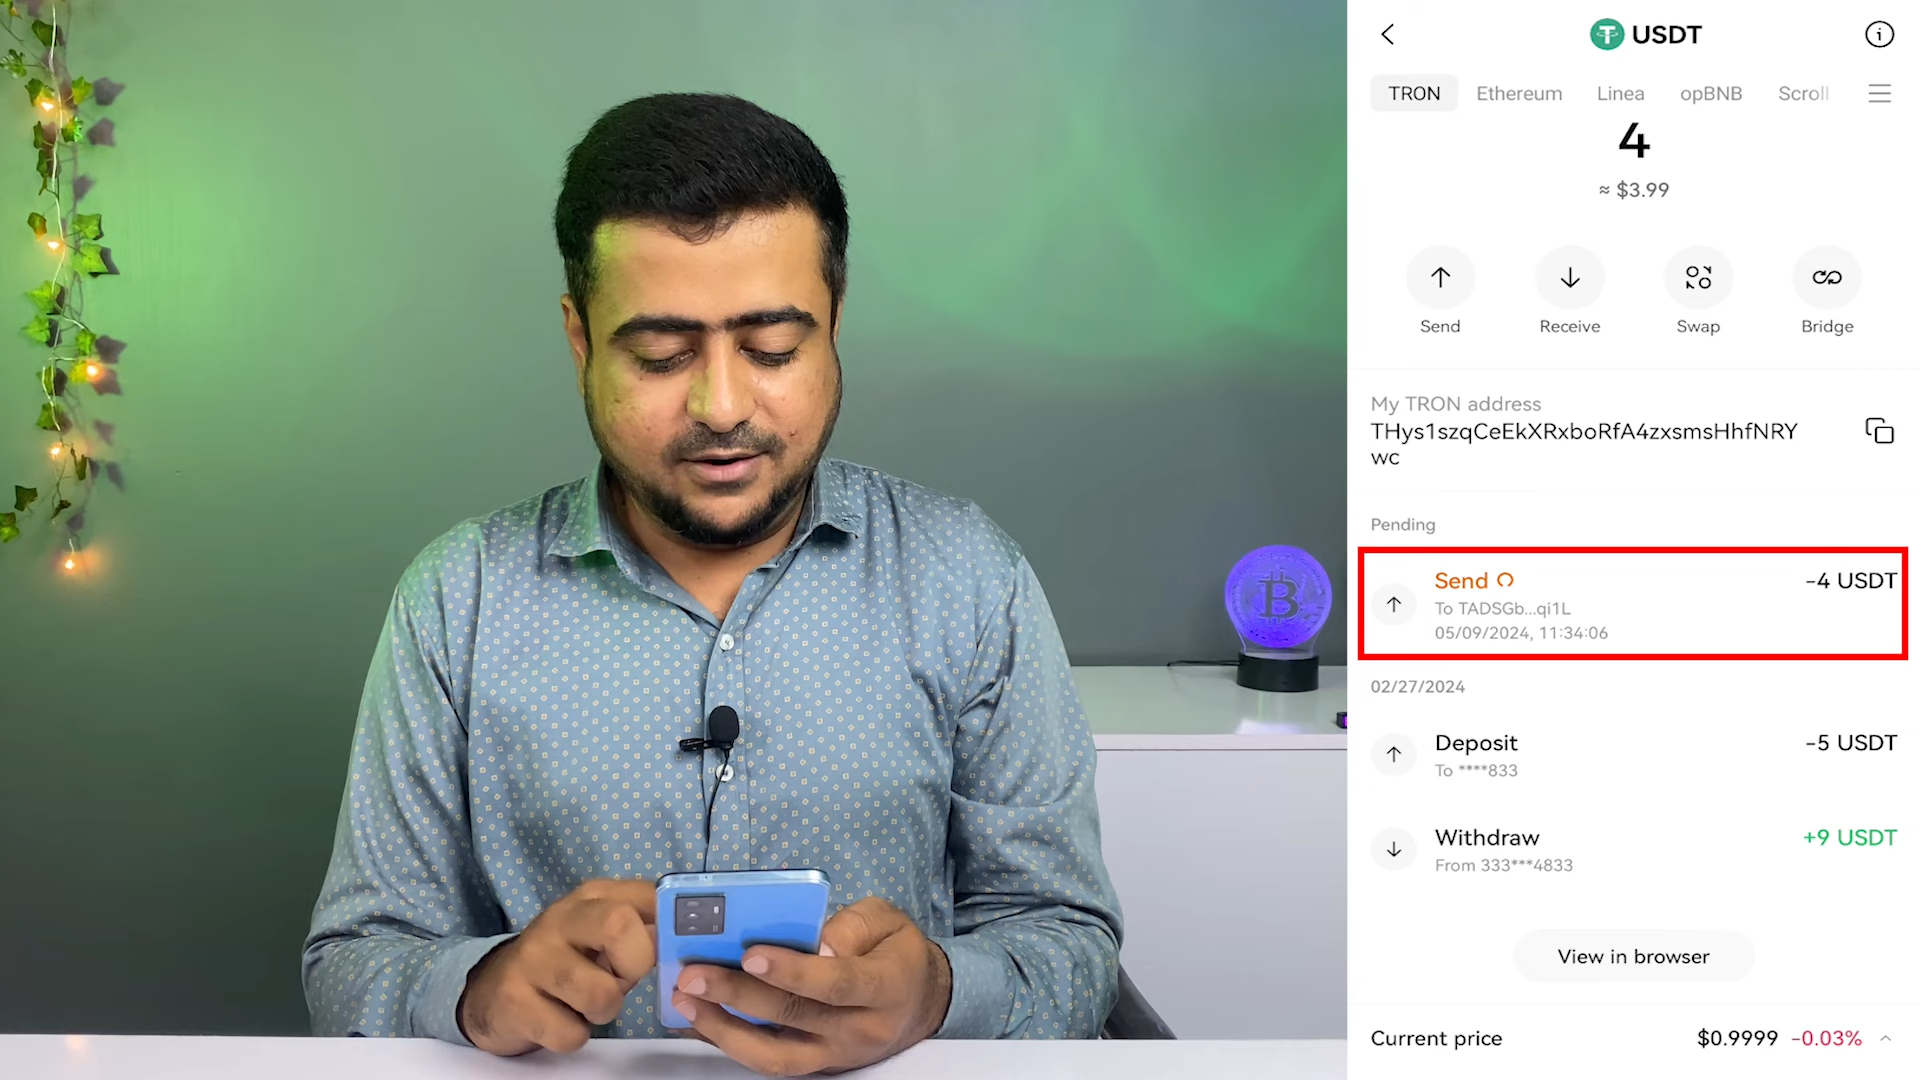 USDT
TRON Ethereum Linea opBNB Scroll
4
≈ $3.99
Send Receive Swap Bridge
My TRON address
THys1szqCeEkXRxboRfA4zxsmsHhfNRY
wc
Pending
Send -4 USDT
To TADSGb...qi1L
05/09/2024, 11:34:06
02/27/2024
Deposit -5 USDT
To ****833
Withdraw +9 USDT
From 333***4833
View in browser
Current price $0.9999 -0.03%